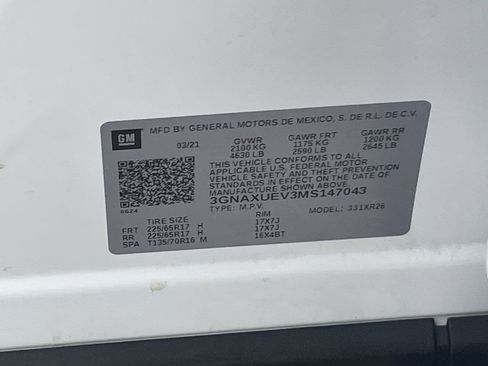 GM
MFD BY GENERAL MOTORS DE MEXICO, S. DE R.L. DE C.V.
03/21 GVWR GAWR FRT GAWR RR
2100 KG 1175 KG 1200 KG
4630 LB 2590 LB 2645 LB
THIS VEHICLE CONFORMS TO ALL
APPLICABLE U.S. FEDERAL MOTOR
VEHICLE SAFETY AND THEFT PREVENTION
STANDARDS IN EFFECT ON THE DATE OF
MANUFACTURE
3GNAXUEV3MS147043
0624 TYPE: M.P.V. MODEL: 331XR26
TIRE SIZE RIM
FRT 225/65R17 H 17X7J
RR 225/65R17 H 17X7J
SPA T135/70R16 M 16X4BT